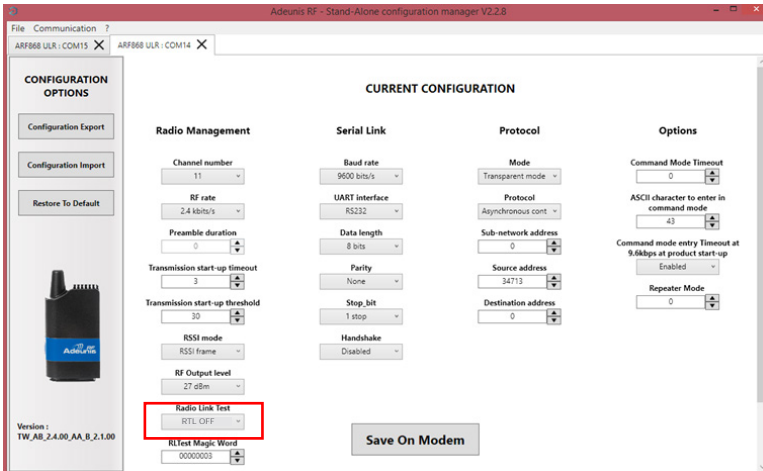 Adeunis RF - Stand-Alone configuration manager V2.2.8
File Communication ?
ARF868 ULR : COM15 X ARF868 ULR : COM14 X
CONFIGURATION
OPTIONS
Configuration Export
Configuration Import
Restore To Default
Adeunis RF
Version :
TW_AB_2.4.00_AA_B_2.1.00
CURRENT CONFIGURATION
Radio Management
Channel number
11
RF rate
2.4 kbits/s
Preamble duration
0
Transmission start-up timeout
3
Transmission start-up threshold
30
RSSI mode
RSSI frame
RF Output level
27 dBm
Radio Link Test
RTL OFF
RLTest Magic Word
00000003
Serial Link
Baud rate
9600 bits/s
UART interface
RS232
Data length
8 bits
Parity
None
Stop_bit
1 stop
Handshake
Disabled
Protocol
Mode
Transparent mode
Protocol
Asynchronous cont
Sub-network address
0
Source address
34713
Destination address
0
Options
Command Mode Timeout
0
ASCII character to enter in
command mode
43
Command mode entry Timeout at
9.6kbps at product start-up
Enabled
Repeater Mode
0
Save On Modem